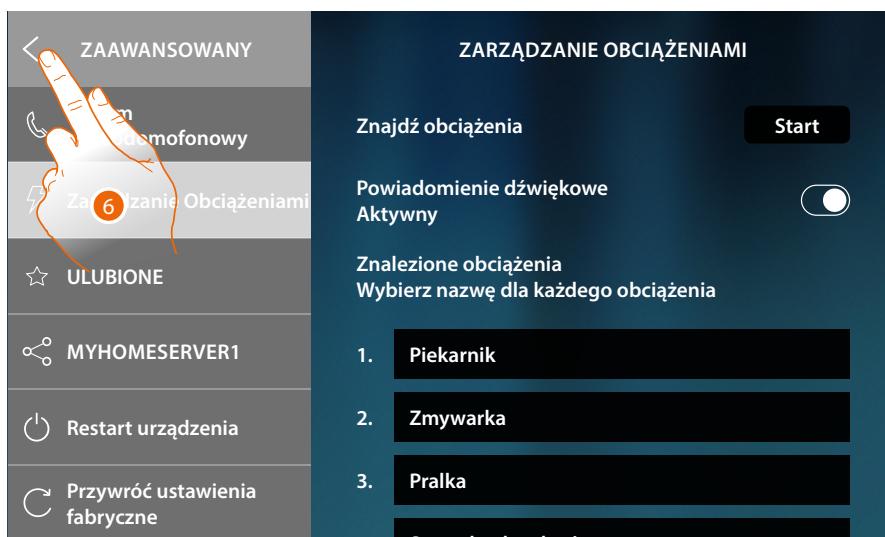 ZAAWANSOWANY
Zarządzanie Obciążeniami
6
ULUBIONE
MYHOMESERVER1
Restart urządzenia
Przywróć ustawienia
fabryczne
ZARZĄDZANIE OBCIĄŻENIAMI
Znajdź obciążenia
Start
Powiadomienie dźwiękowe
Aktywny
Znalezione obciążenia
Wybierz nazwę dla każdego obciążenia
1. Piekarnik
2. Zmywarka
3. Pralka